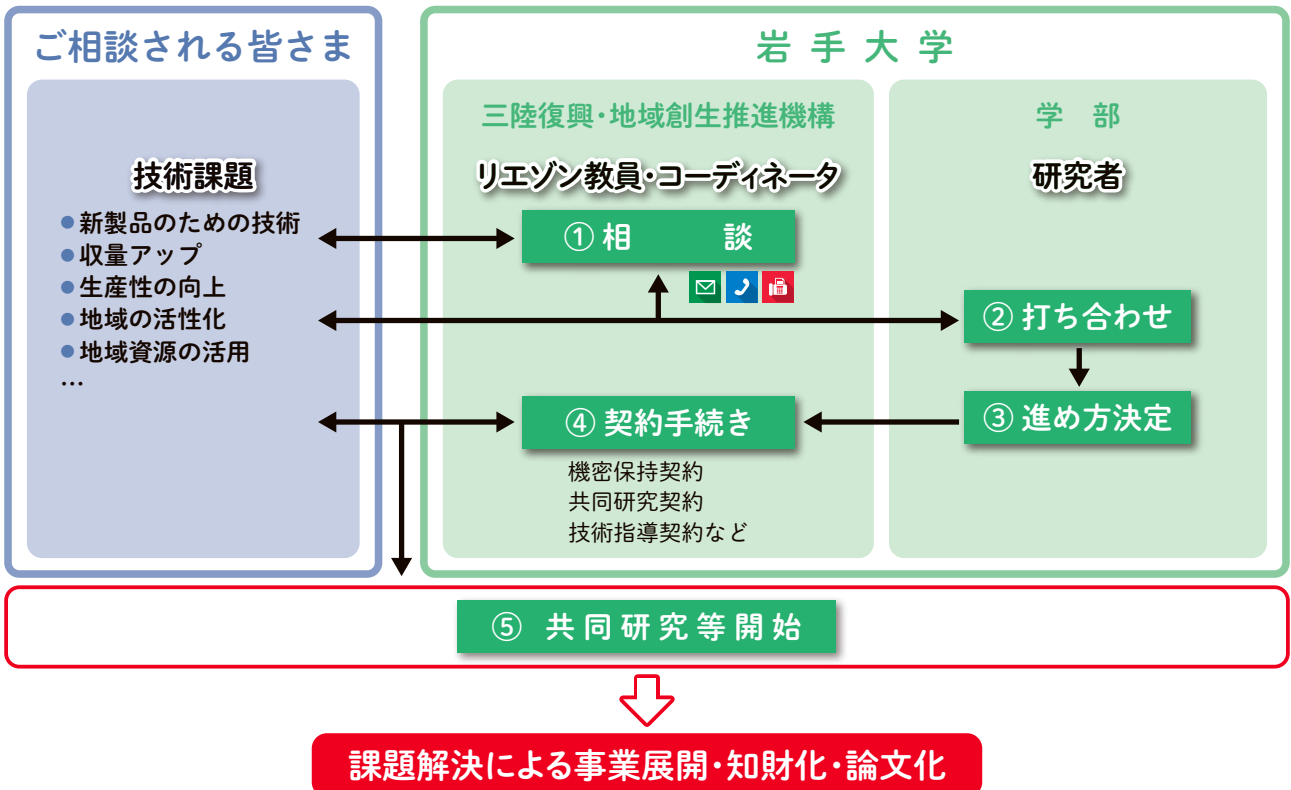 ご相談される皆さま
技術課題
●新製品のための技術
●収量アップ
●生産性の向上
●地域の活性化
●地域資源の活用
…
岩手大学
三陸復興・地域創生推進機構
リエゾン教員・コーディネータ
①相談
④契約手続き
機密保持契約
共同研究契約
技術指導契約など
学部
研究者
②打ち合わせ
③進め方決定
⑤ 共同研究等開始
課題解決による事業展開・知財化・論文化